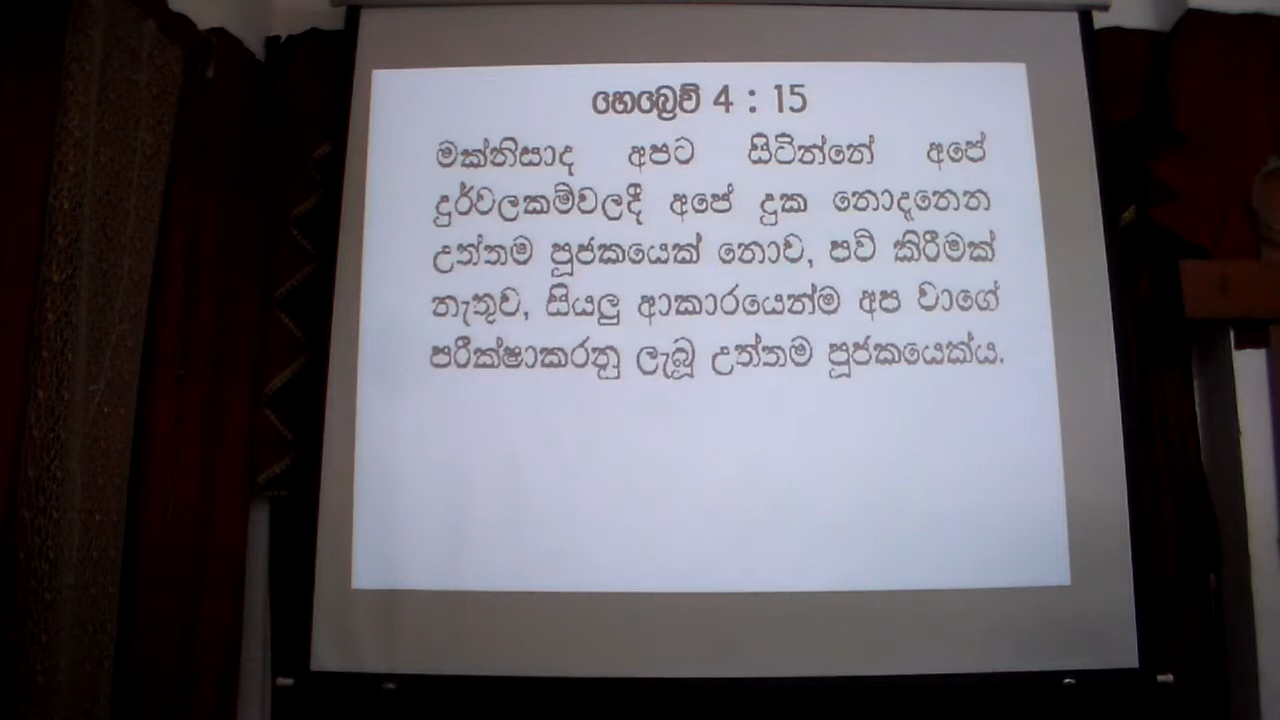 හෙබ්‍රෙව් 4 : 15
මක්නිසාද අපට සිටින්නේ අපේ
දුර්වලකම්වලදී අපේ දුක නොදැනෙන
උත්තම පූජකයෙක් නොව, පව් කිරීමක්
නැතුව, සියලු ආකාරයෙන්ම අප වාගේ
පරීක්ෂාකරනු ලැබූ උත්තම පූජකයෙක්ය.